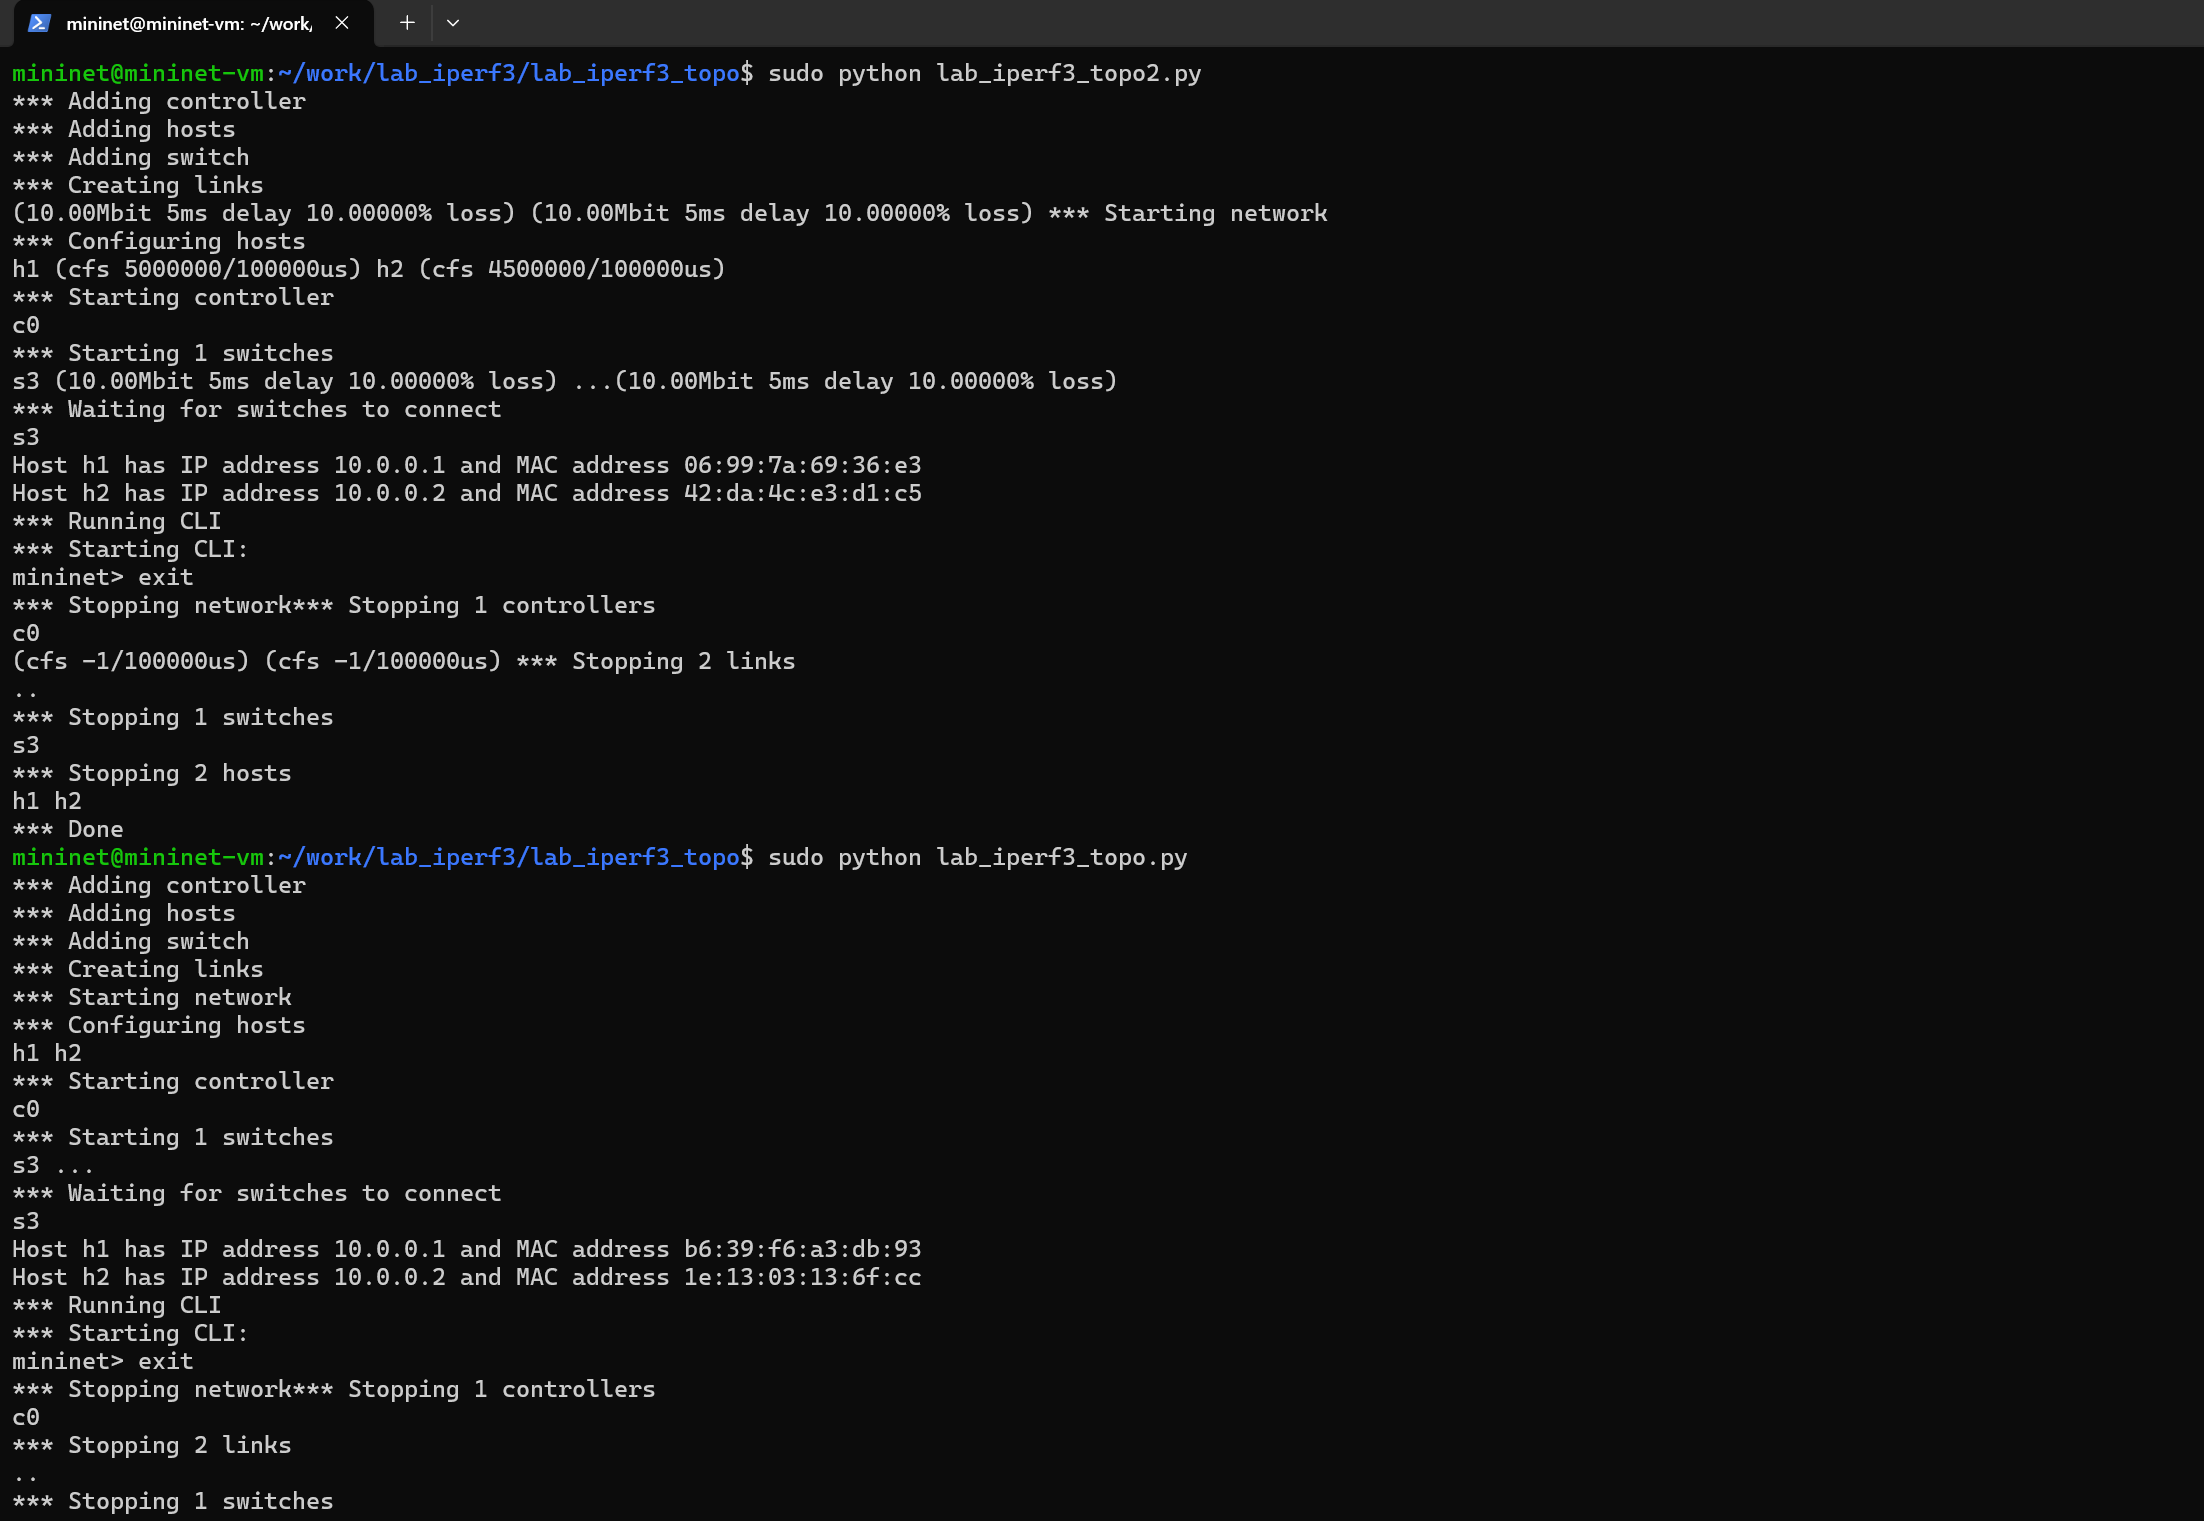 mininet@mininet-vm: ~/work/
mininet@mininet-vm:~/work/lab_iperf3/lab_iperf3_topo$ sudo python lab_iperf3_topo2.py
*** Adding controller
*** Adding hosts
*** Adding switch
*** Creating links
(10.00Mbit 5ms delay 10.00000% loss) (10.00Mbit 5ms delay 10.00000% loss) *** Starting network
*** Configuring hosts
h1 (cfs 5000000/100000us) h2 (cfs 4500000/100000us)
*** Starting controller
c0
*** Starting 1 switches
s3 (10.00Mbit 5ms delay 10.00000% loss) ...(10.00Mbit 5ms delay 10.00000% loss)
*** Waiting for switches to connect
s3
Host h1 has IP address 10.0.0.1 and MAC address 06:99:7a:69:36:e3
Host h2 has IP address 10.0.0.2 and MAC address 42:da:4c:e3:d1:c5
*** Running CLI
*** Starting CLI:
mininet> exit
*** Stopping network*** Stopping 1 controllers
c0
(cfs -1/100000us) (cfs -1/100000us) *** Stopping 2 links
..
*** Stopping 1 switches
s3
*** Stopping 2 hosts
h1 h2
*** Done
mininet@mininet-vm:~/work/lab_iperf3/lab_iperf3_topo$ sudo python lab_iperf3_topo.py
*** Adding controller
*** Adding hosts
*** Adding switch
*** Creating links
*** Starting network
*** Configuring hosts
h1 h2
*** Starting controller
c0
*** Starting 1 switches
s3 ...
*** Waiting for switches to connect
s3
Host h1 has IP address 10.0.0.1 and MAC address b6:39:f6:a3:db:93
Host h2 has IP address 10.0.0.2 and MAC address 1e:13:03:13:6f:cc
*** Running CLI
*** Starting CLI:
mininet> exit
*** Stopping network*** Stopping 1 controllers
c0
*** Stopping 2 links
..
*** Stopping 1 switches